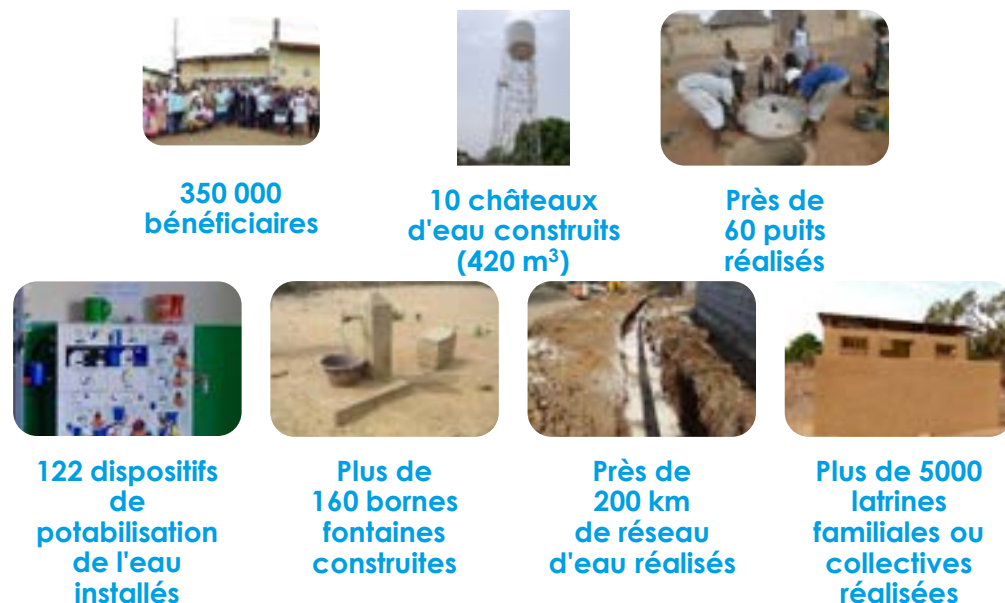 350 000
bénéficiaires
10 châteaux
d'eau construits
(420 m³)
Près de
60 puits
réalisés
122 dispositifs
de
potabilisation
de l'eau
installés
Plus de
160 bornes
fontaines
construites
Près de
200 km
de réseau
d'eau réalisés
Plus de 5000
latrines
familiales ou
collectives
réalisées